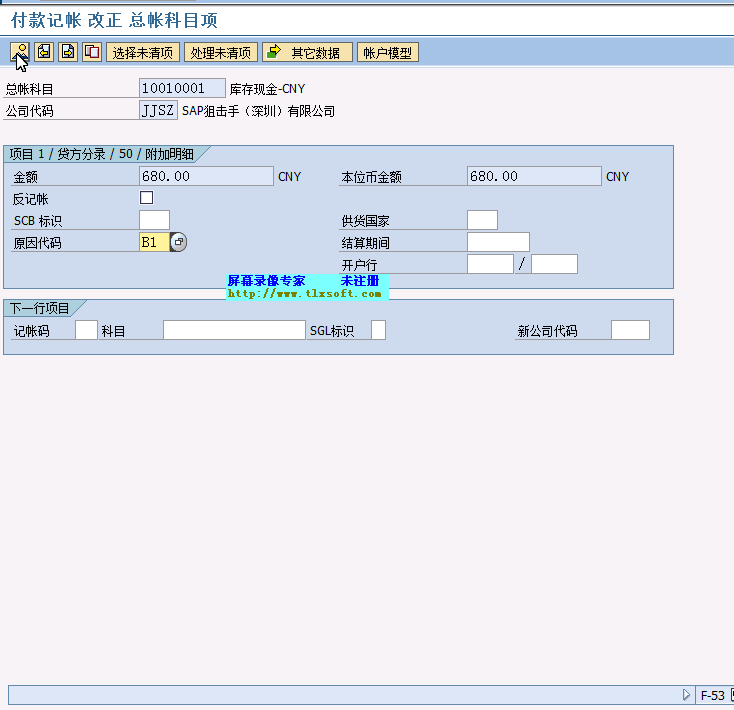 付款记帐 改正 总帐科目项
选择未清项 处理未清项 其它数据 帐户模型
总帐科目 10010001 库存现金-CNY
公司代码 JJSZ SAP狙击手（深圳）有限公司
项目 1 / 贷方分录 / 50 / 附加明细
金额 680.00 CNY 本位币金额 680.00 CNY
反记帐
SCB 标识 供货国家
原因代码 B1 结算期间
开户行 /
屏幕录像专家 未注册
http://www.tlxsoft.com
下一行项目
记帐码 科目 SGL标识 新公司代码
F-53